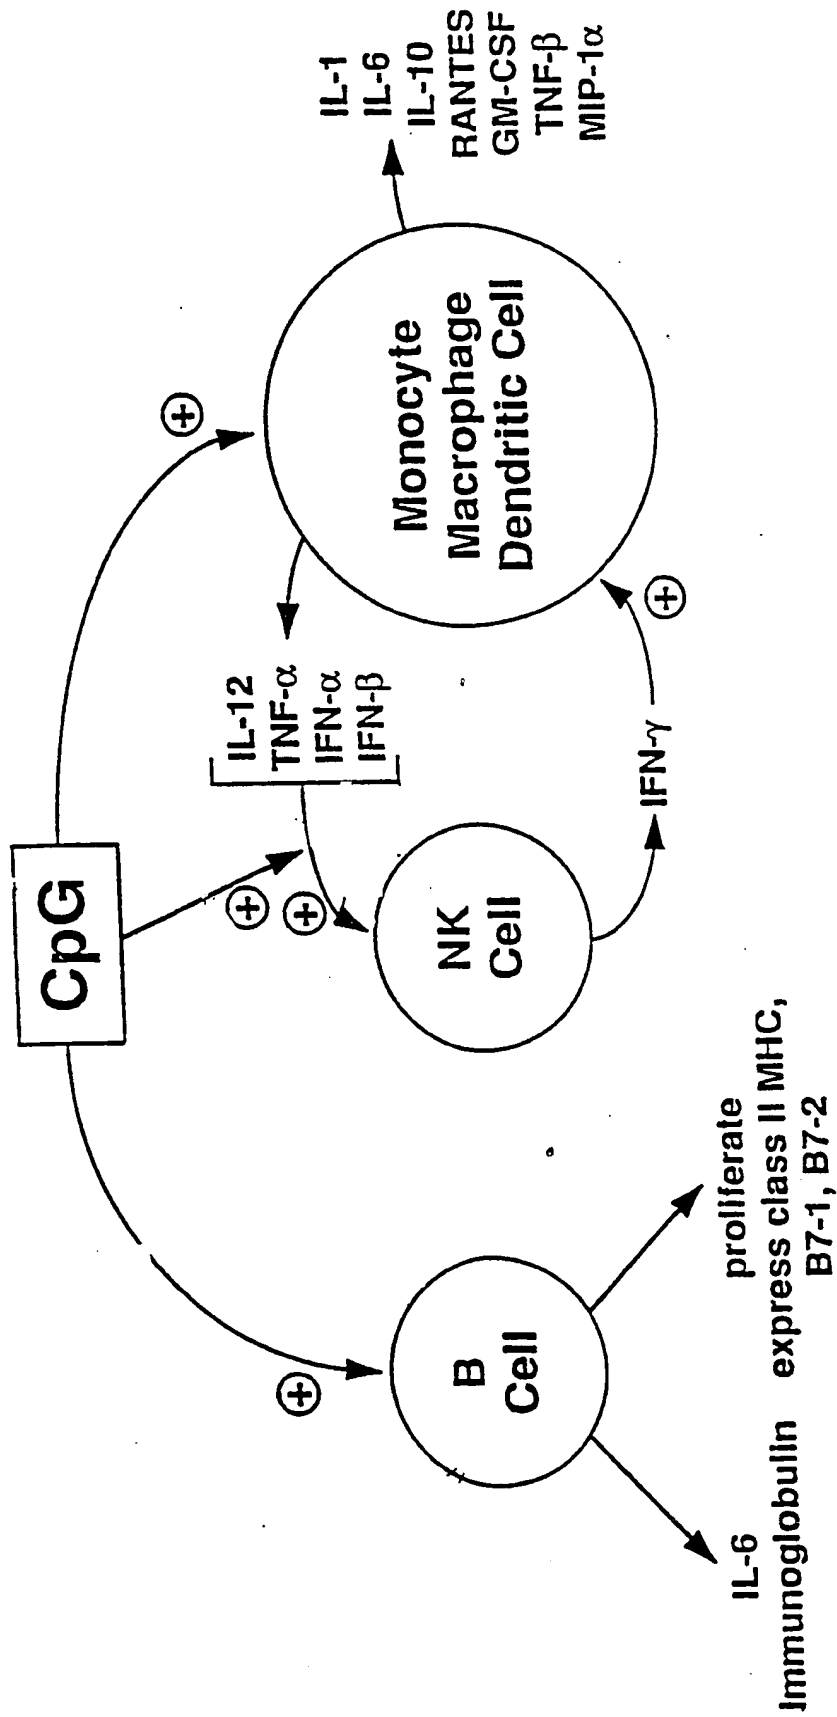 CpG
+
+
+
+
IL-12
TNF-α
IFN-α
IFN-β
IL-1
IL-6
IL-10
RANTES
GM-CSF
TNF-β
MIP-1α
B
Cell
NK
Cell
Monocyte
Macrophage
Dendritic Cell
IFN-γ
+
IL-6
Immunoglobulin
proliferate
express class II MHC,
B7-1, B7-2